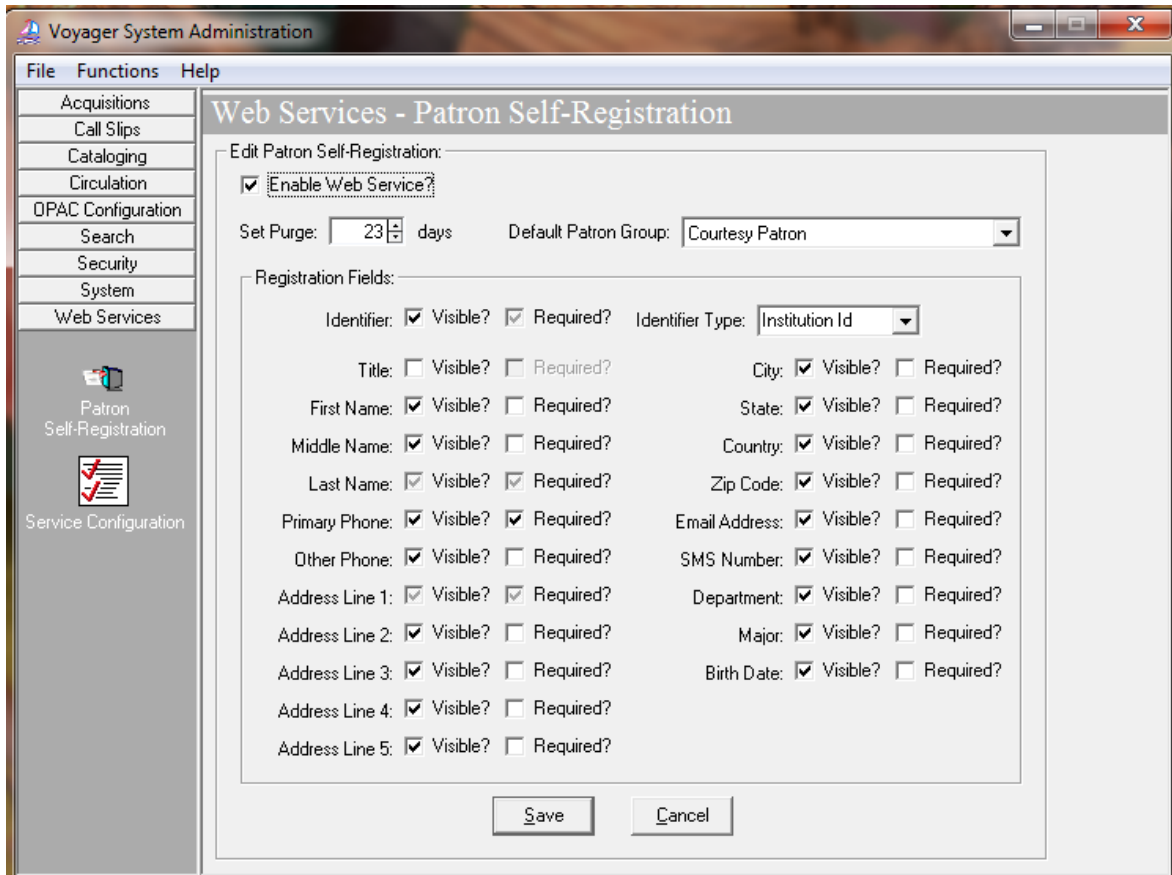 Voyager System Administration
File Functions Help
Acquisitions
Call Slips
Cataloging
Circulation
OPAC Configuration
Search
Security
System
Web Services
Patron
Self-Registration
Service Configuration
Web Services - Patron Self-Registration
Edit Patron Self-Registration:
Enable Web Service?
Set Purge: 23 days Default Patron Group: Courtesy Patron
Registration Fields:
Identifier: Visible? Required? Identifier Type: Institution Id
Title: Visible? Required? City: Visible? Required?
First Name: Visible? Required? State: Visible? Required?
Middle Name: Visible? Required? Country: Visible? Required?
Last Name: Visible? Required? Zip Code: Visible? Required?
Primary Phone: Visible? Required? Email Address: Visible? Required?
Other Phone: Visible? Required? SMS Number: Visible? Required?
Address Line 1: Visible? Required? Department: Visible? Required?
Address Line 2: Visible? Required? Major: Visible? Required?
Address Line 3: Visible? Required? Birth Date: Visible? Required?
Address Line 4: Visible? Required?
Address Line 5: Visible? Required?
Save Cancel